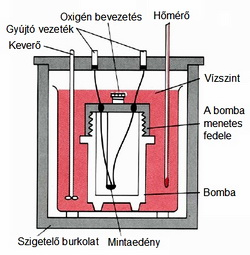 Oxigén bevezetés
Hőmérő
Gyújtó vezeték
Keverő
Vízszint
A bomba
menetes
fedele
Bomba
Szigetelő burkolat
Mintaedény